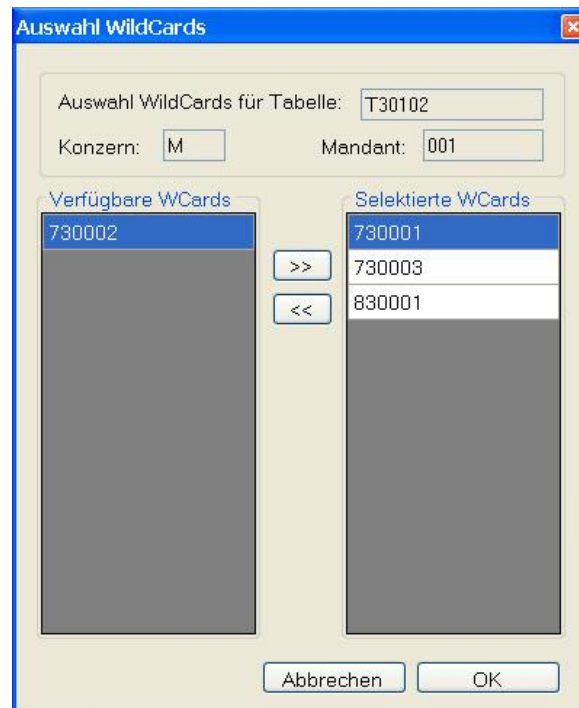 Auswahl WildCards
Auswahl WildCards für Tabelle: T30102
Konzern: M Mandant: 001
Verfügbare WCards
730002
>>
<<
Selektierte WCards
730001
730003
830001
Abbrechen OK